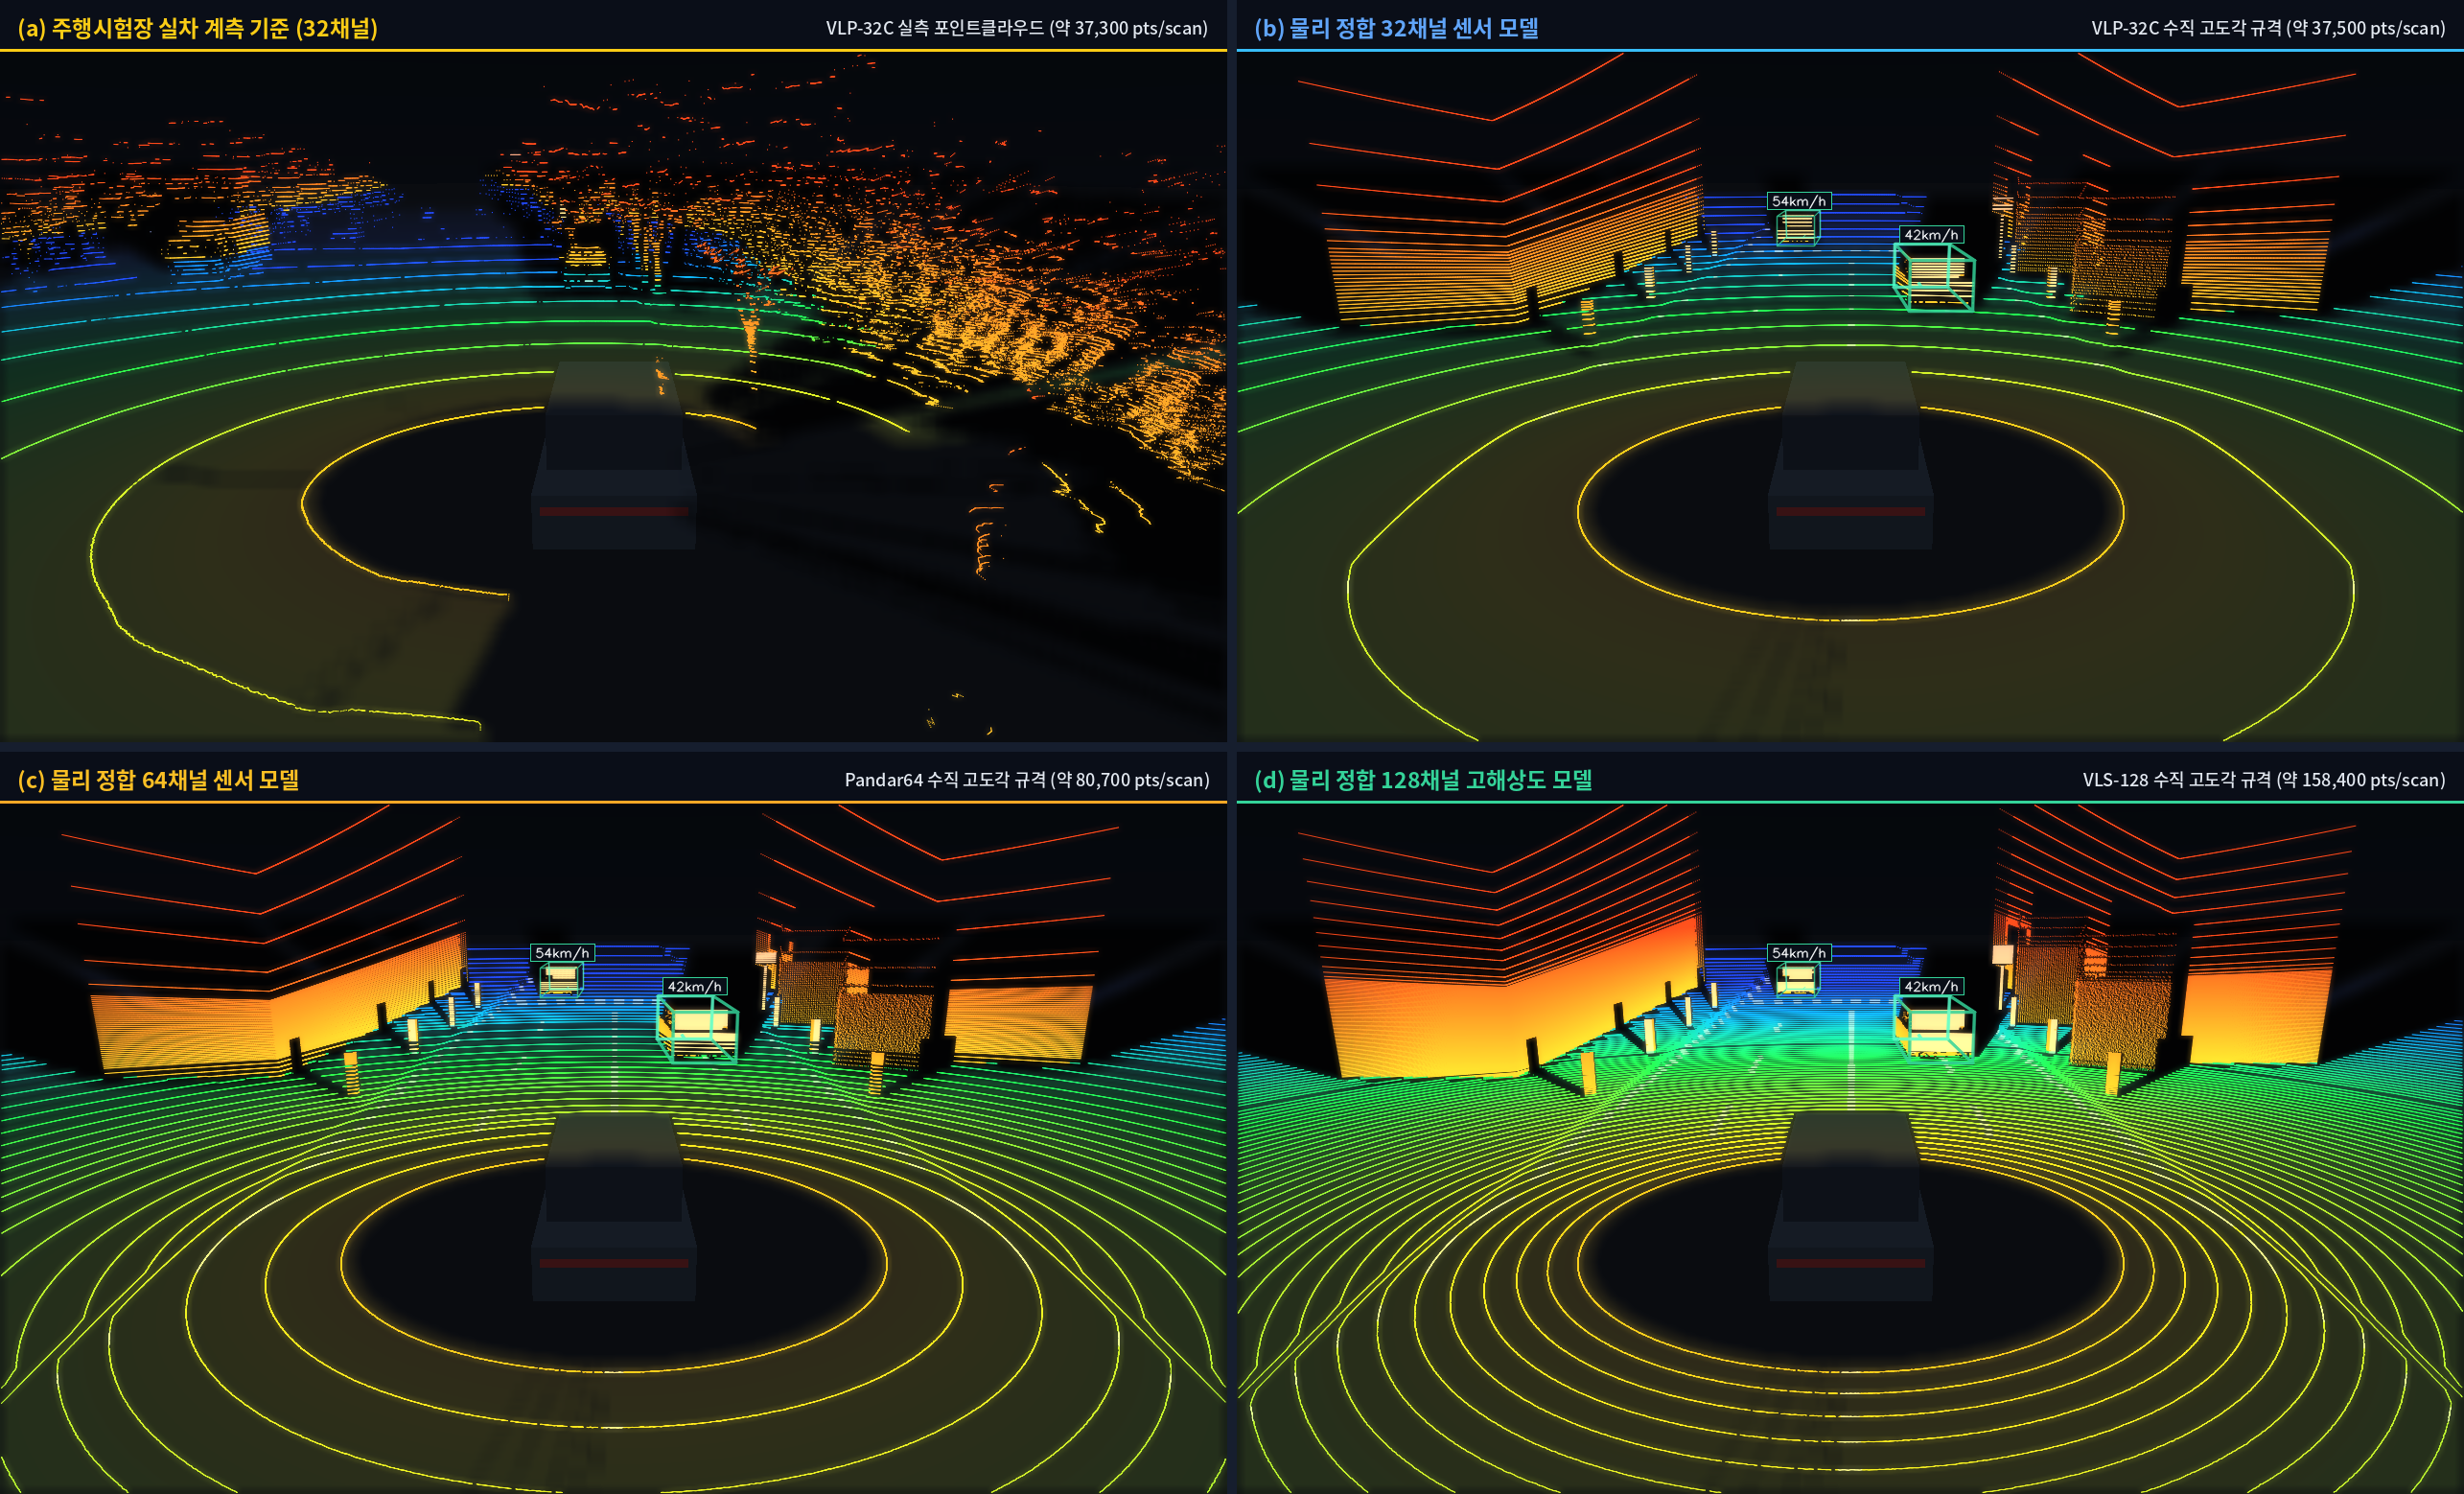 (a) 주행시험장 실차 계측 기준 (32채널)
VLP-32C 실측 포인트클라우드 (약 37,300 pts/scan)
(b) 물리 정합 32채널 센서 모델
VLP-32C 수직 고도각 규격 (약 37,500 pts/scan)
54km/h
42km/h
(c) 물리 정합 64채널 센서 모델
Pandar64 수직 고도각 규격 (약 80,700 pts/scan)
54km/h
42km/h
(d) 물리 정합 128채널 고해상도 모델
VLS-128 수직 고도각 규격 (약 158,400 pts/scan)
54km/h
42km/h